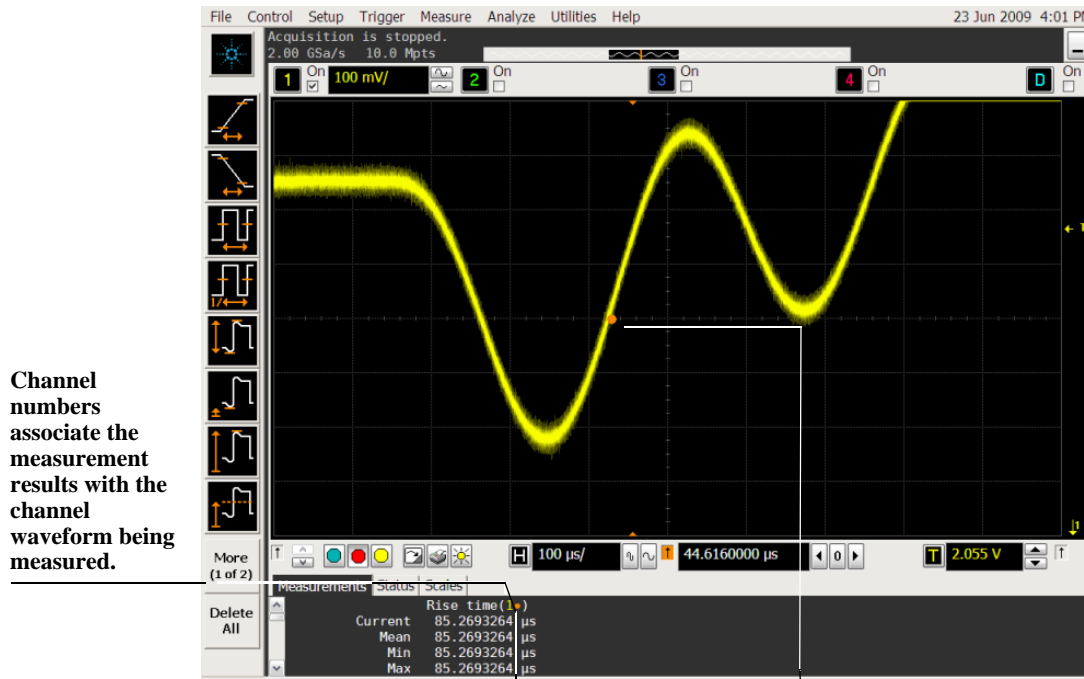 File Control Setup Trigger Measure Analyze Utilities Help 23 Jun 2009 4:01 PM
Acquisition is stopped.
2.00 GSa/s 10.0 Mpts
1 On 100 mV/ 2 On 3 On 4 On D On
1/
Channel
numbers
associate the
measurement
results with the
channel
waveform being
measured.
1
More
(1 of 2)
H 100 µs/ 44.6160000 µs 0 T 2.055 V
Measurements Status Scales
Delete
All
Rise time(1)
Current 85.2693264 µs
Mean 85.2693264 µs
Min 85.2693264 µs
Max 85.2693264 µs